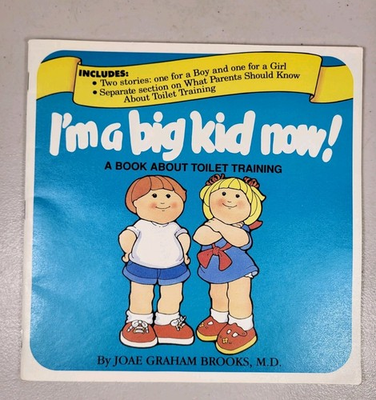 INCLUDES:
• Two stories: one for a Boy and one for a Girl
• Separate section on What Parents Should Know
About Toilet Training
I'm a big kid now!
A BOOK ABOUT TOILET TRAINING
By JOAE GRAHAM BROOKS, M.D.